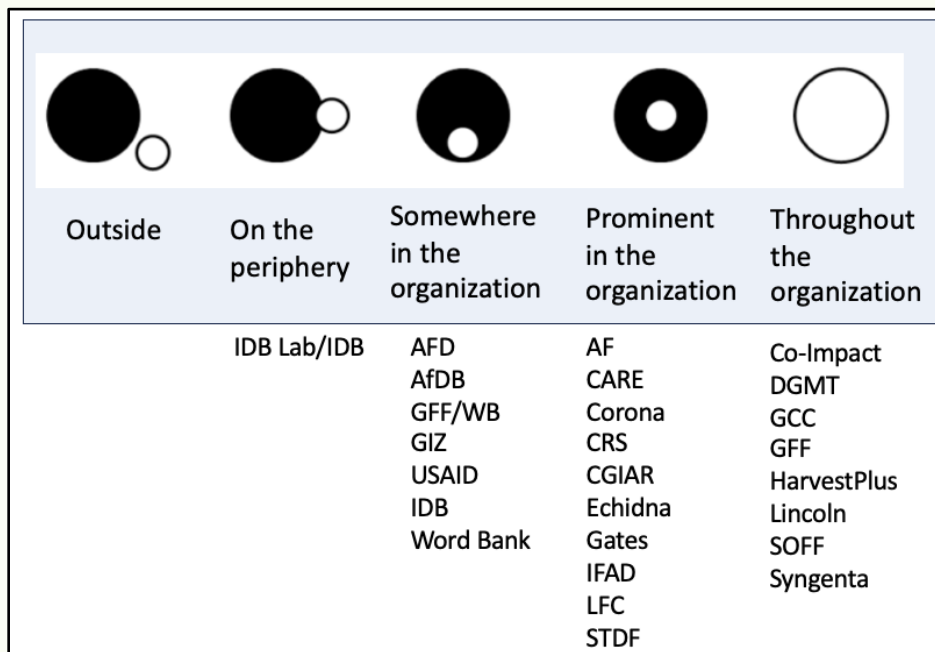 Outside
On the
periphery
Somewhere
in the
organization
Prominent
in the
organization
Throughout
the
organization
IDB Lab/IDB
AFD
AfDB
GFF/WB
GIZ
USAID
IDB
Word Bank
AF
CARE
Corona
CRS
CGIAR
Echidna
Gates
IFAD
LFC
STDF
Co-Impact
DGMT
GCC
GFF
HarvestPlus
Lincoln
SOFF
Syngenta